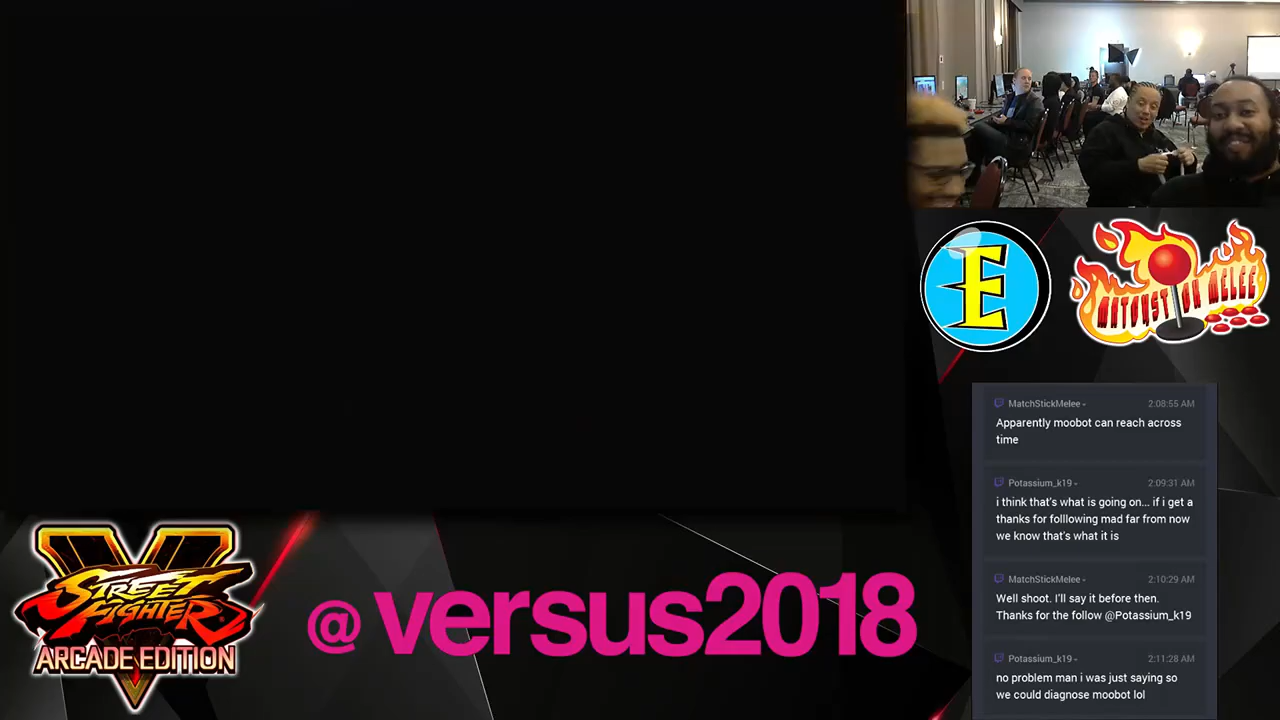 E
MATCHSTICK MELEE
MatchStickMelee
2:08:55 AM
Apparently moobot can reach across
time
Potassium_k19
2:09:31 AM
i think that's what is going on... if i get a
thanks for folllowing mad far from now
we know that's what it is
MatchStickMelee
2:10:29 AM
Well shoot. I'll say it before then.
Thanks for the follow @Potassium_k19
Potassium_k19
2:11:28 AM
no problem man i was just saying so
we could diagnose moobot lol
V
STREET
FIGHTER
ARCADE EDITION
@versus2018